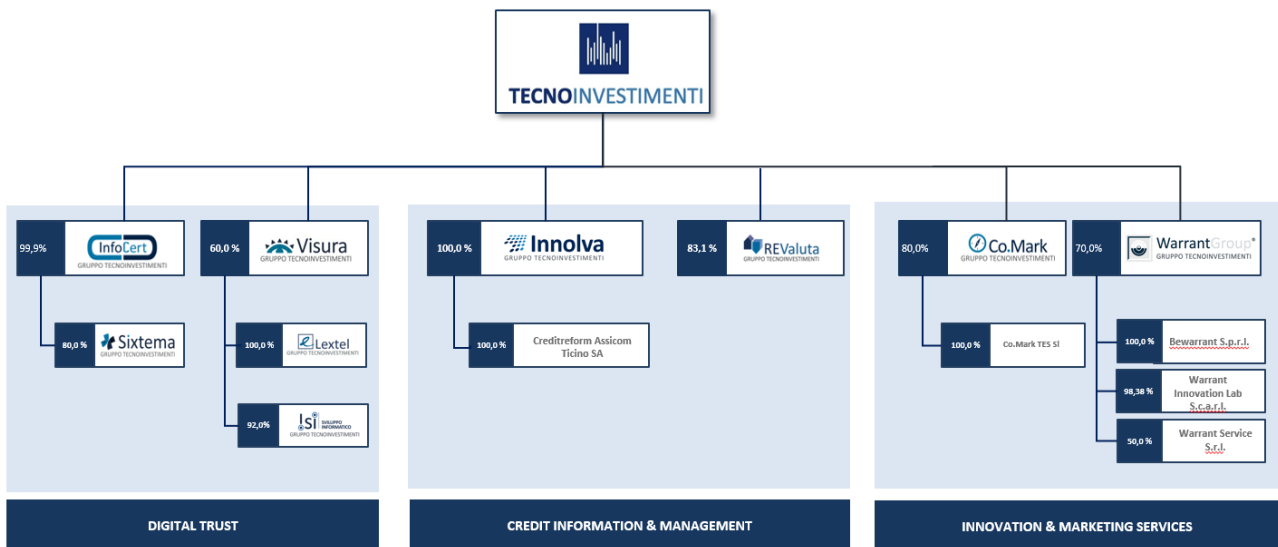 TECNOINVESTIMENTI
99,9%
InfoCert
GRUPPO TECNOINVESTIMENTI
60,0 %
Visura
GRUPPO TECNOINVESTIMENTI
100,0 %
Innolva
GRUPPO TECNOINVESTIMENTI
83,1 %
REValuta
GRUPPO TECNOINVESTIMENTI
80,0%
Co.Mark
GRUPPO TECNOINVESTIMENTI
70,0%
WarrantGroup®
GRUPPO TECNOINVESTIMENTI
80,0 %
Sixtema
GRUPPO TECNOINVESTIMENTI
100,0 %
Lextel
GRUPPO TECNOINVESTIMENTI
100,0 %
Creditreform Assicom
Ticino SA
100,0 %
Co.Mark TES Sl
100,0 %
Bewarrant S.p.r.l.
98,38 %
Warrant
Innovation Lab
S.c.a.r.l.
92,0%
Si
SVILUPPO
INFORMATICO
GRUPPO TECNOINVESTIMENTI
50,0 %
Warrant Service
S.r.l.
DIGITAL TRUST
CREDIT INFORMATION & MANAGEMENT
INNOVATION & MARKETING SERVICES